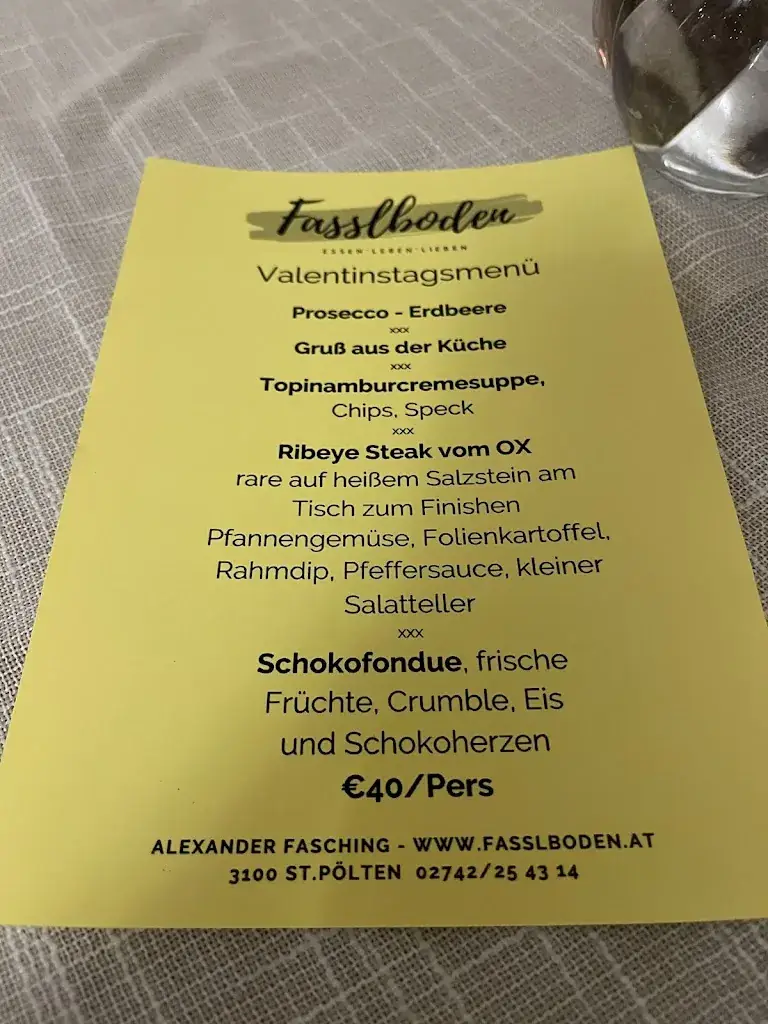 Fasslboden
ESSEN·LEBEN·LIEBEN
Valentinstagsmenü
Prosecco - Erdbeere
xxx
Gruß aus der Küche
xxx
Topinamburcremesuppe,
Chips, Speck
xxx
Ribeye Steak vom OX
rare auf heißem Salzstein am
Tisch zum Finishen
Pfannengemüse, Folienkartoffel,
Rahmdip, Pfeffersauce, kleiner
Salatteller
xxx
Schokofondue, frische
Früchte, Crumble, Eis
und Schokoherzen
€40/Pers
ALEXANDER FASCHING - WWW.FASSLBODEN.AT
3100 ST.PÖLTEN 02742/25 43 14